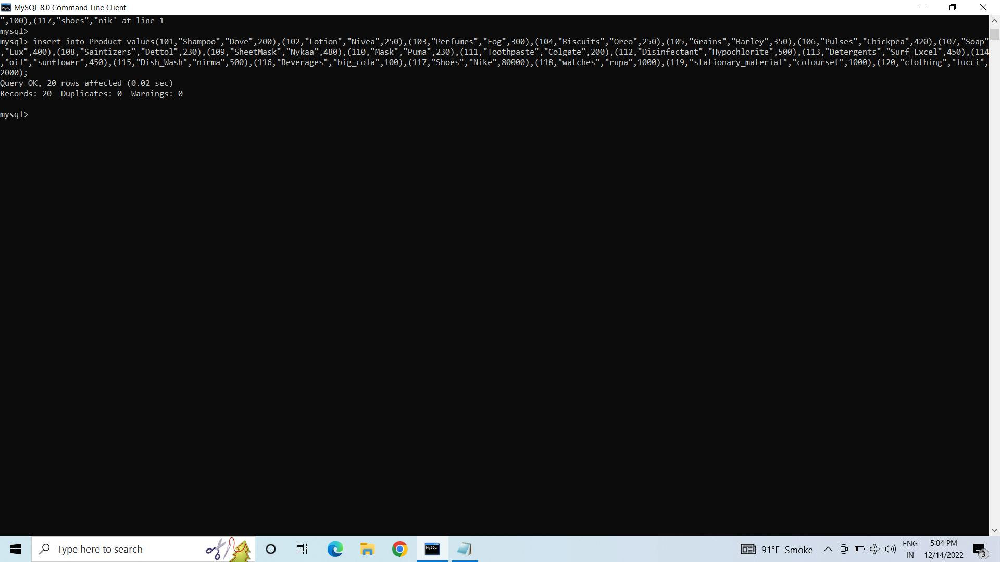 MySQL 8.0 Command Line Client
",100),(117,"shoes","nik' at line 1
mysql>
mysql> insert into Product values(101,"Shampoo","Dove",200),(102,"Lotion","Nivea",250),(103,"Perfumes","Fog",300),(104,"Biscuits","Oreo",250),(105,"Grains","Barley",350),(106,"Pulses","Chickpea",420),(107,"Soap"
,"Lux",400),(108,"Saintizers","Dettol",230),(109,"SheetMask","Nykaa",480),(110,"Mask","Puma",230),(111,"Toothpaste","Colgate",200),(112,"Disinfectant","Hypochlorite",500),(113,"Detergents","Surf_Excel",450),(114
,"oil","sunflower",450),(115,"Dish_Wash","nirma",500),(116,"Beverages","big_cola",100),(117,"Shoes","Nike",80000),(118,"watches","rupa",1000),(119,"stationary_material","colourset",1000),(120,"clothing","lucci",
2000);
Query OK, 20 rows affected (0.02 sec)
Records: 20  Duplicates: 0  Warnings: 0
mysql>
Type here to search
91°F Smoke
ENG
IN
5:04 PM
12/14/2022
3